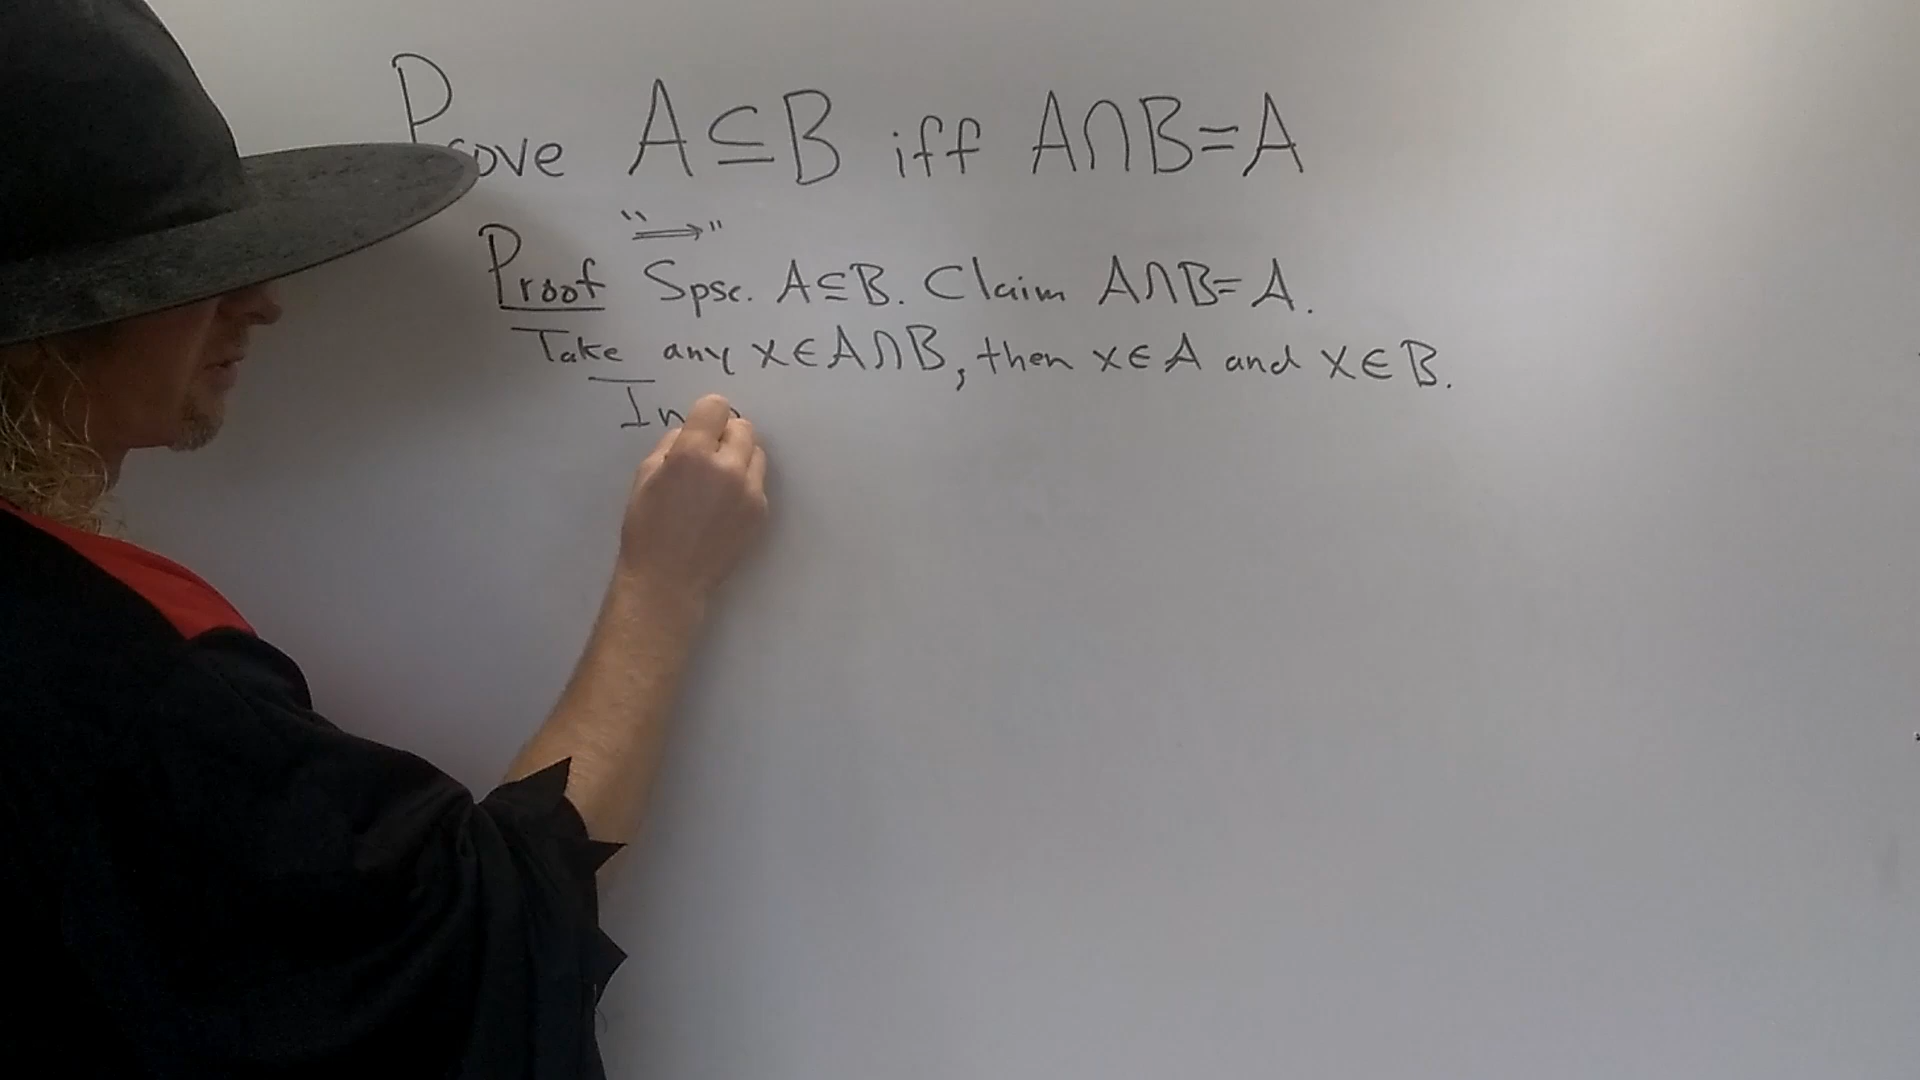 Prove A⊆B iff A∩B=A
"⟹"
Proof Spse. A⊆B. Claim A∩B=A.
Take any x∈A∩B, then x∈A and x∈B.
In